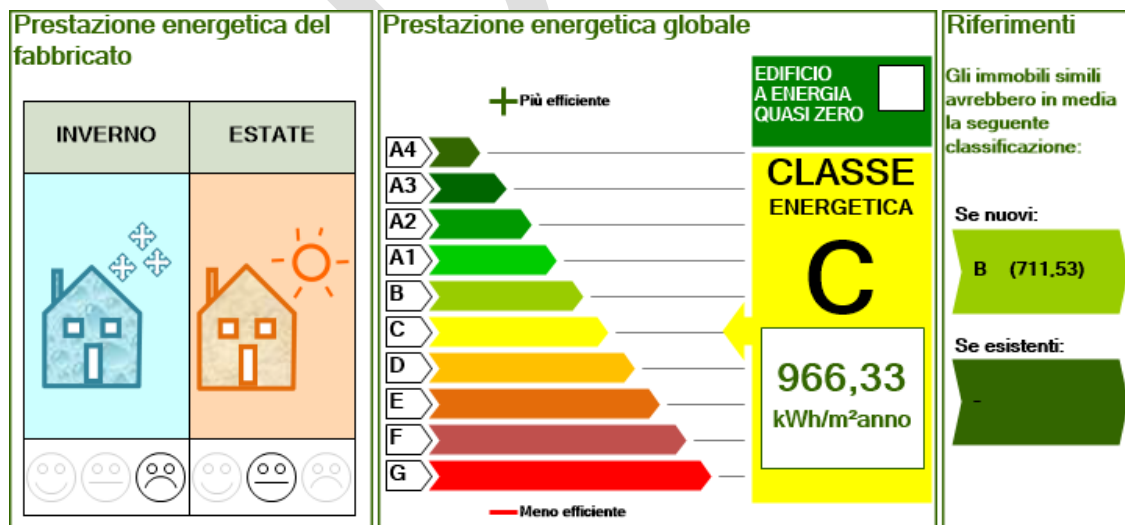 Prestazione energetica del
fabbricato
INVERNO
ESTATE
Prestazione energetica globale
Più efficiente
A4
A3
A2
A1
B
C
D
E
F
G
Meno efficiente
EDIFICIO
A ENERGIA
QUASI ZERO
CLASSE
ENERGETICA
C
966,33
kWh/m²anno
Riferimenti
Gli immobili simili
avrebbero in media
la seguente
classificazione:
Se nuovi:
B (711,53)
Se esistenti:
-